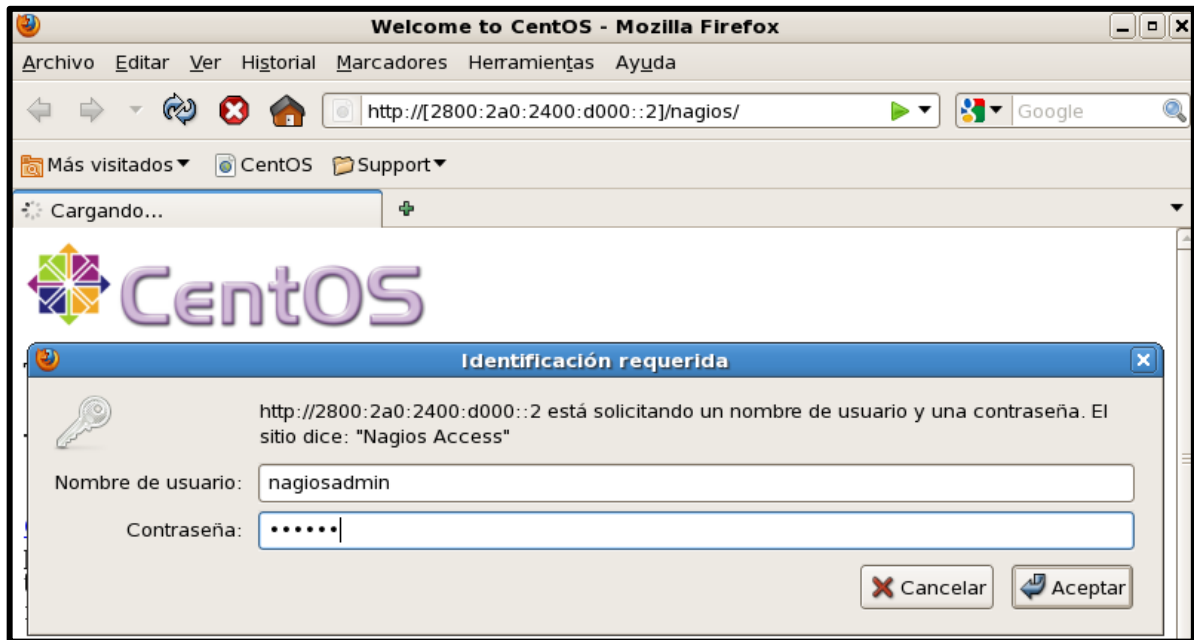 Welcome to CentOS - Mozilla Firefox
Archivo Editar Ver Historial Marcadores Herramientas Ayuda
http://[2800:2a0:2400:d000::2]/nagios/ Google
Más visitados CentOS Support
Cargando...
CentOS
Identificación requerida
http://2800:2a0:2400:d000::2 está solicitando un nombre de usuario y una contraseña. El
sitio dice: "Nagios Access"
Nombre de usuario: nagiosadmin
Contraseña: ••••••
Cancelar Aceptar